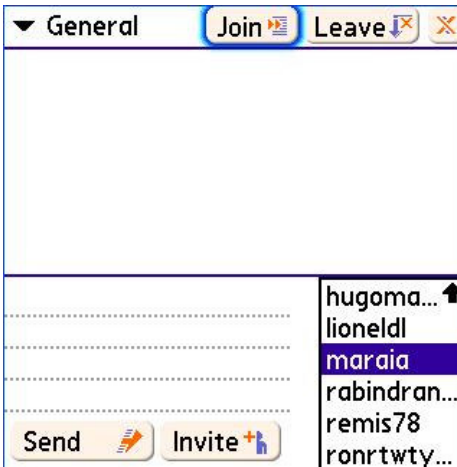 General Join Leave
hugoma...
lioneldl
maraia
rabindran...
remis78
Send Invite ronrtwty...